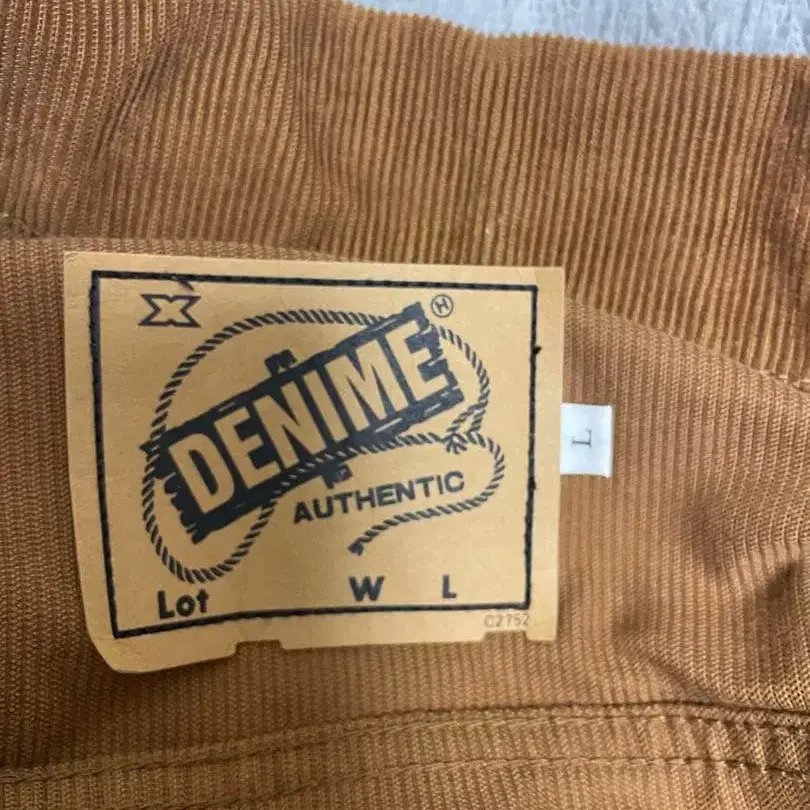 DENIME
AUTHENTIC
Lot W L
C2752
L